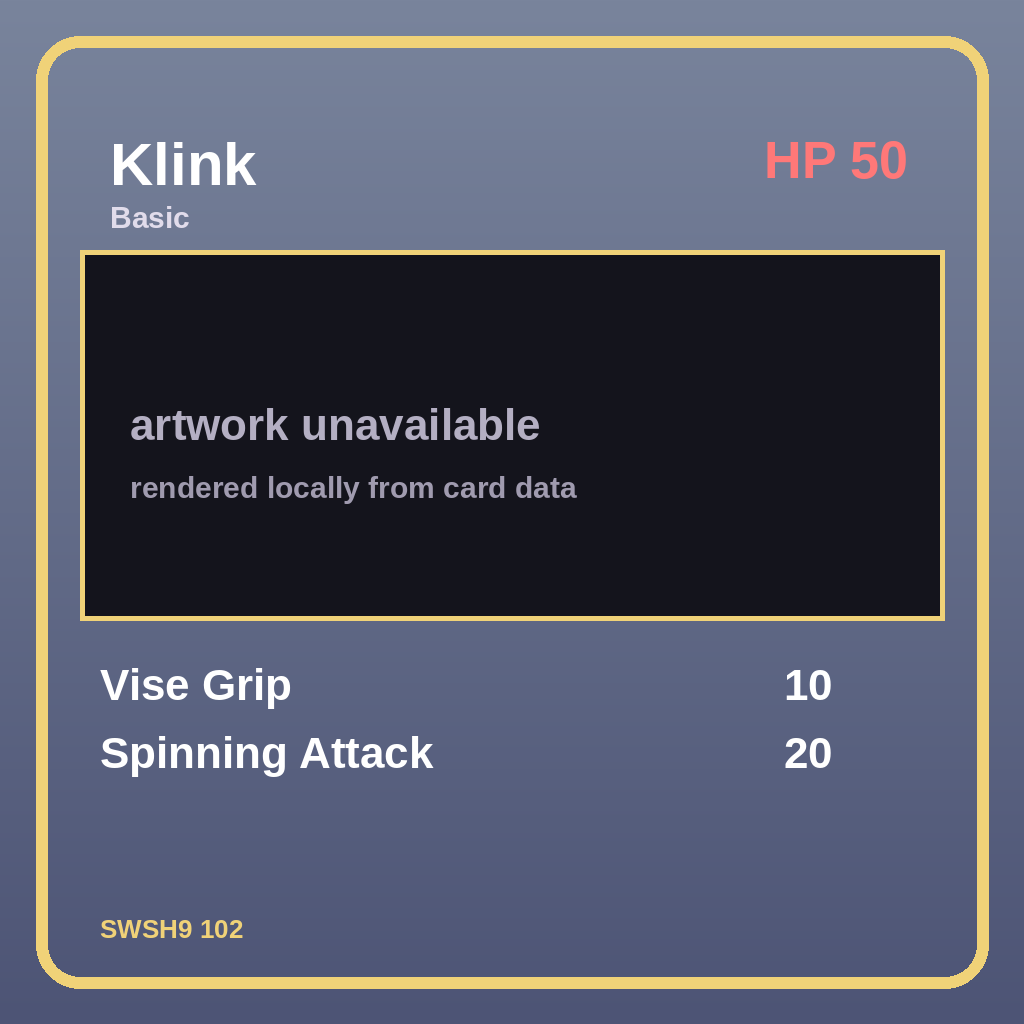 Klink
HP 50
Basic
artwork unavailable
rendered locally from card data
Vise Grip 10
Spinning Attack 20
SWSH9 102